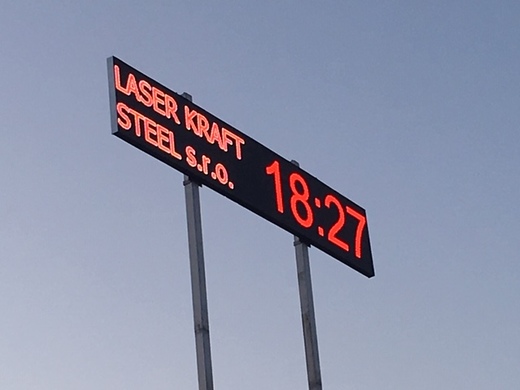 LASER KRAFT
STEEL s.r.o.
18:27